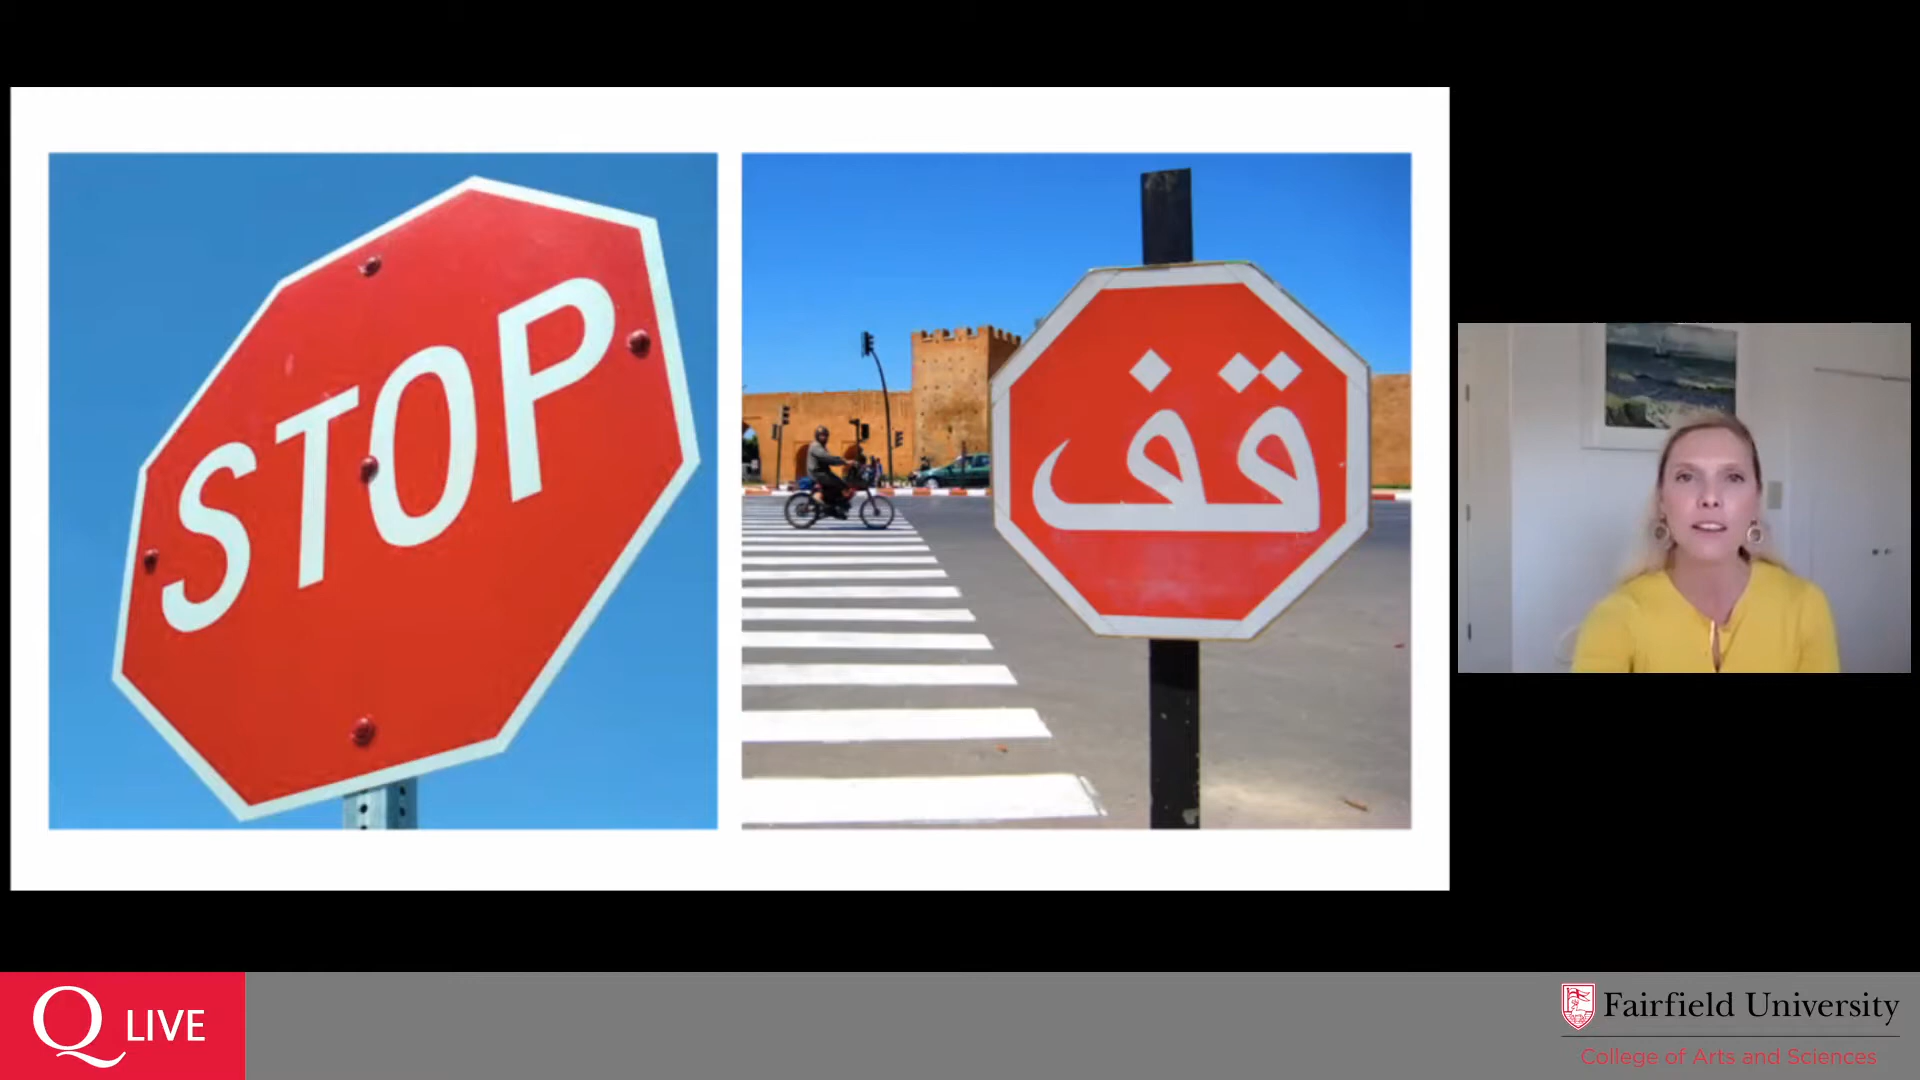 STOP
قف
Q LIVE
Fairfield University
College of Arts and Sciences